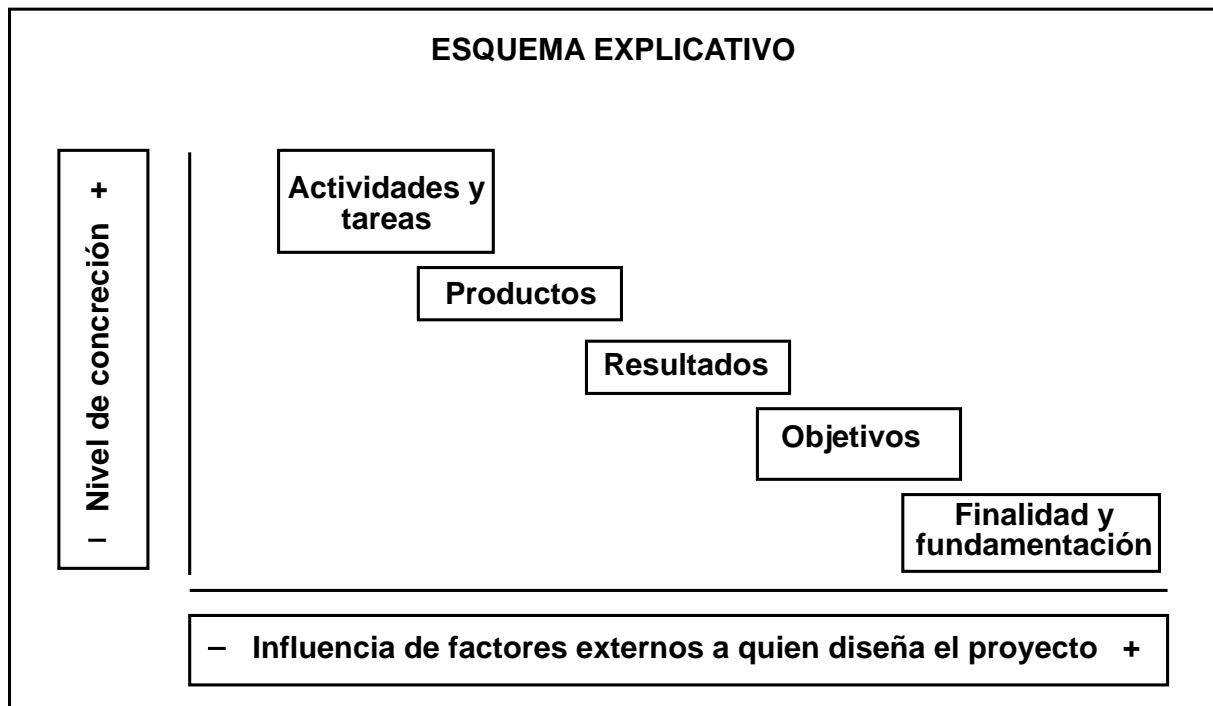 ESQUEMA EXPLICATIVO
– Nivel de concreción +
Actividades y
tareas
Productos
Resultados
Objetivos
Finalidad y
fundamentación
– Influencia de factores externos a quien diseña el proyecto +